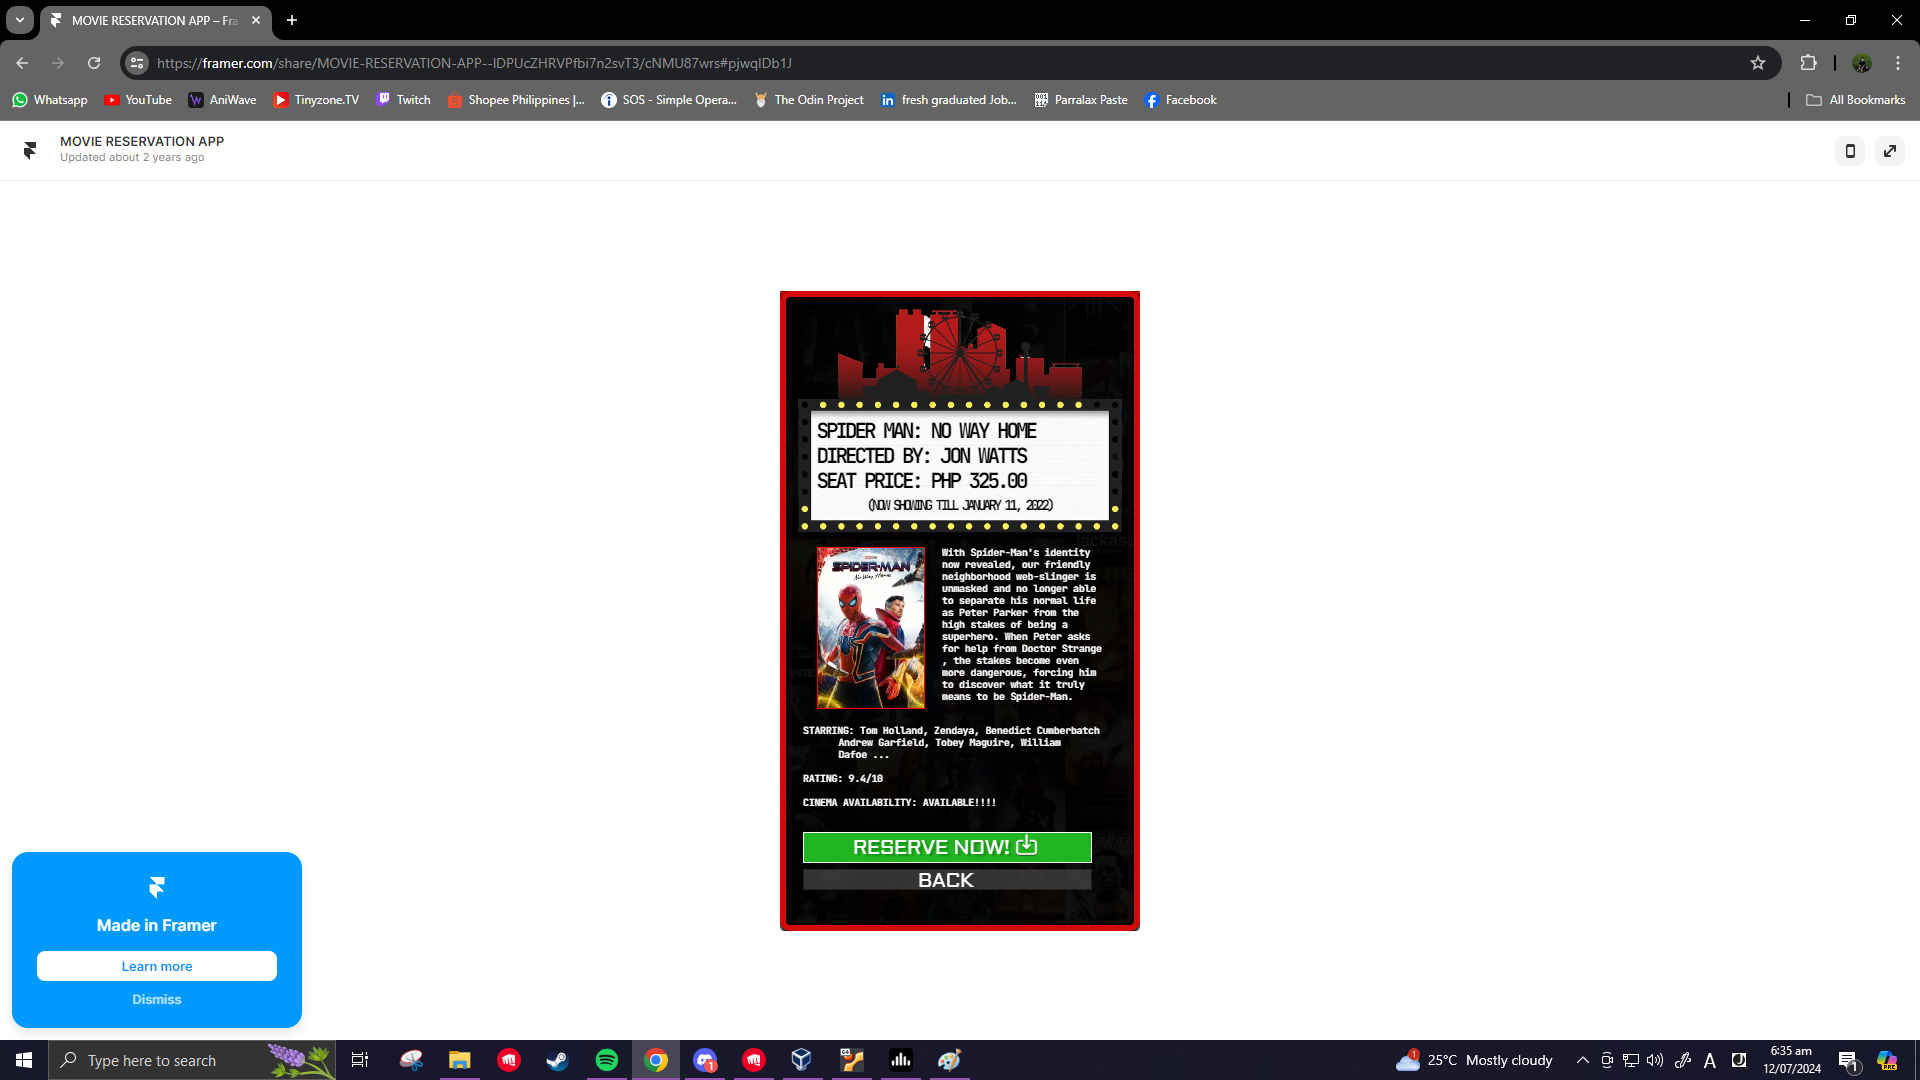 MOVIE RESERVATION APP – Fra
https://framer.com/share/MOVIE-RESERVATION-APP--IDPUcZHRVPfbi7n2svT3/cNMU87wrs#pjwqIDb1J
Whatsapp YouTube AniWave Tinyzone.TV Twitch Shopee Philippines |... SOS - Simple Opera... The Odin Project fresh graduated Job... Parralax Paste Facebook All Bookmarks
MOVIE RESERVATION APP
Updated about 2 years ago
SPIDER MAN: NO WAY HOME
DIRECTED BY: JON WATTS
SEAT PRICE: PHP 325.00
(NOW SHOWING TILL JANUARY 11, 2022)
SPIDER-MAN
No Way Home
With Spider-Man's identity
now revealed, our friendly
neighborhood web-slinger is
unmasked and no longer able
to separate his normal life
as Peter Parker from the
high stakes of being a
superhero. When Peter asks
for help from Doctor Strange
, the stakes become even
more dangerous, forcing him
to discover what it truly
means to be Spider-Man.
STARRING: Tom Holland, Zendaya, Benedict Cumberbatch
Andrew Garfield, Tobey Maguire, William
Dafoe ...
RATING: 9.4/10
CINEMA AVAILABILITY: AVAILABLE!!!!
RESERVE NOW!
BACK
Made in Framer
Learn more
Dismiss
Type here to search
25°C Mostly cloudy
6:35 am
12/07/2024